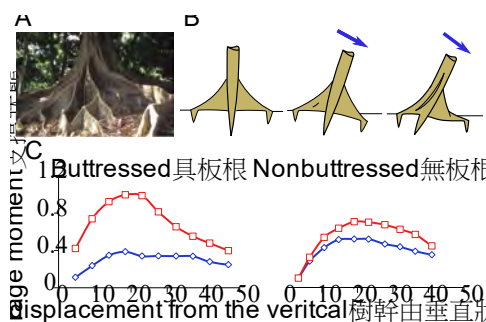 A B
C
Buttressed具板根 Nonbuttressed無板根
age moment
1.2
0.8
0.4
0
0 10 20 30 40 50 0 10 20 30 40 50
displacement from the veritcal樹幹由垂直